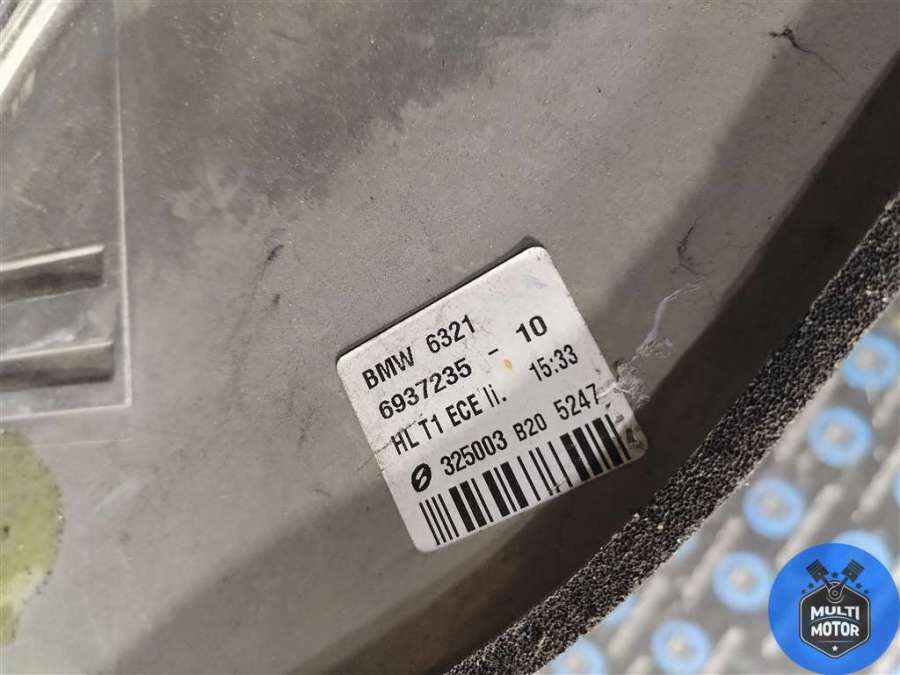 BMW 6321
6937235 - 10
HL T1 ECE li. 15:33
325003 B20 5247
MULTI
MOTOR